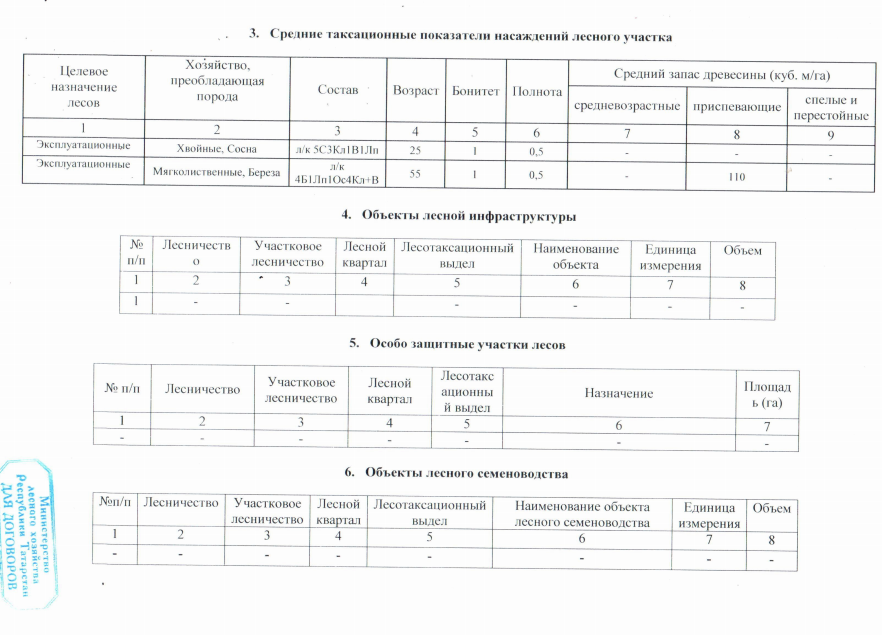 3. Средние таксационные показатели насаждений лесного участка
Целевое назначение лесов | Хозяйство, преобладающая порода | Состав | Возраст | Бонитет | Полнота | Средний запас древесины (куб. м/га)
средневозрастные | приспевающие | спелые и перестойные
1 | 2 | 3 | 4 | 5 | 6 | 7 | 8 | 9
Эксплуатационные | Хвойные, Сосна | л/к 5С3Кл1В1Лп | 25 | 1 | 0,5 | - | - | -
Эксплуатационные | Мягколиственные, Береза | л/к 4Б1Лп1Ос4Кл+В | 55 | 1 | 0,5 | - | 110 | -
4. Объекты лесной инфраструктуры
№ п/п | Лесничество | Участковое лесничество | Лесной квартал | Лесотаксационный выдел | Наименование объекта | Единица измерения | Объем
1 | 2 | 3 | 4 | 5 | 6 | 7 | 8
1 | - | - | | - | - | - | -
5. Особо защитные участки лесов
№ п/п | Лесничество | Участковое лесничество | Лесной квартал | Лесотаксационный выдел | Назначение | Площадь (га)
1 | 2 | 3 | 4 | 5 | 6 | 7
- | - | - | - | - | - | -
6. Объекты лесного семеноводства
№п/п | Лесничество | Участковое лесничество | Лесной квартал | Лесотаксационный выдел | Наименование объекта лесного семеноводства | Единица измерения | Объем
1 | 2 | 3 | 4 | 5 | 6 | 7 | 8
- | - | - | - | - | - | - | -
Министерство
лесного хозяйства
Республики Татарстан
ДЛЯ ДОГОВОРОВ